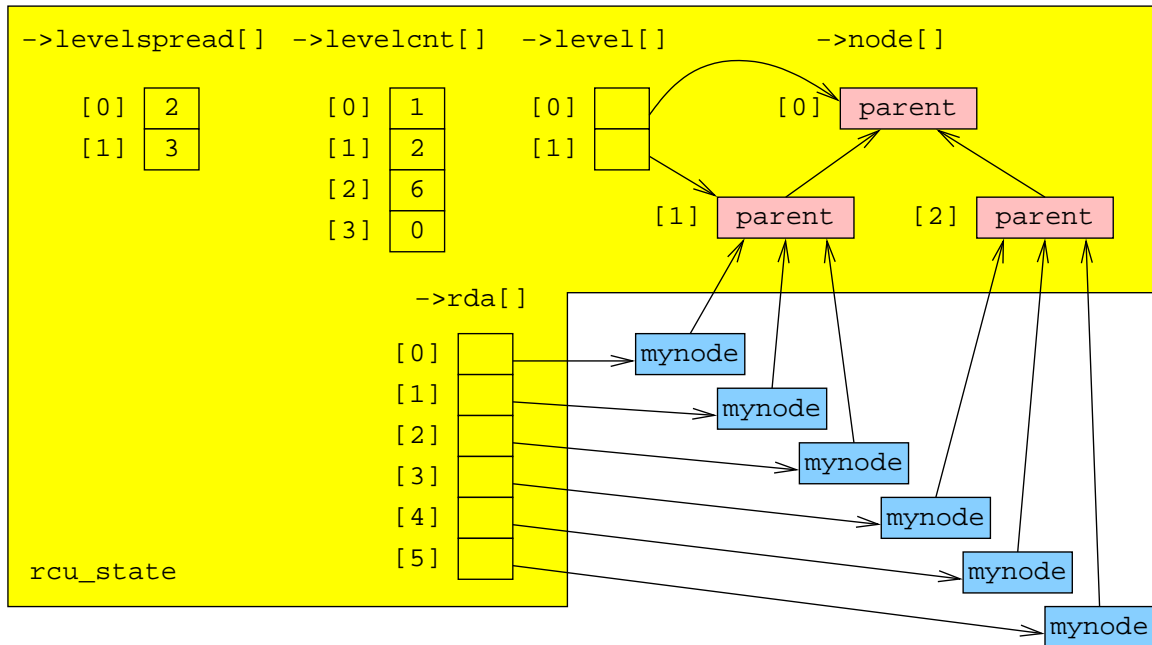 ->levelspread[] ->levelcnt[] ->level[] ->node[]
[0] 2 [0] 1 [0] [0] parent
[1] 3 [1] 2 [1]
[2] 6 [1] parent [2] parent
[3] 0
->rda[]
[0] mynode
[1] mynode
[2] mynode
[3] mynode
[4] mynode
[5] mynode
rcu_state